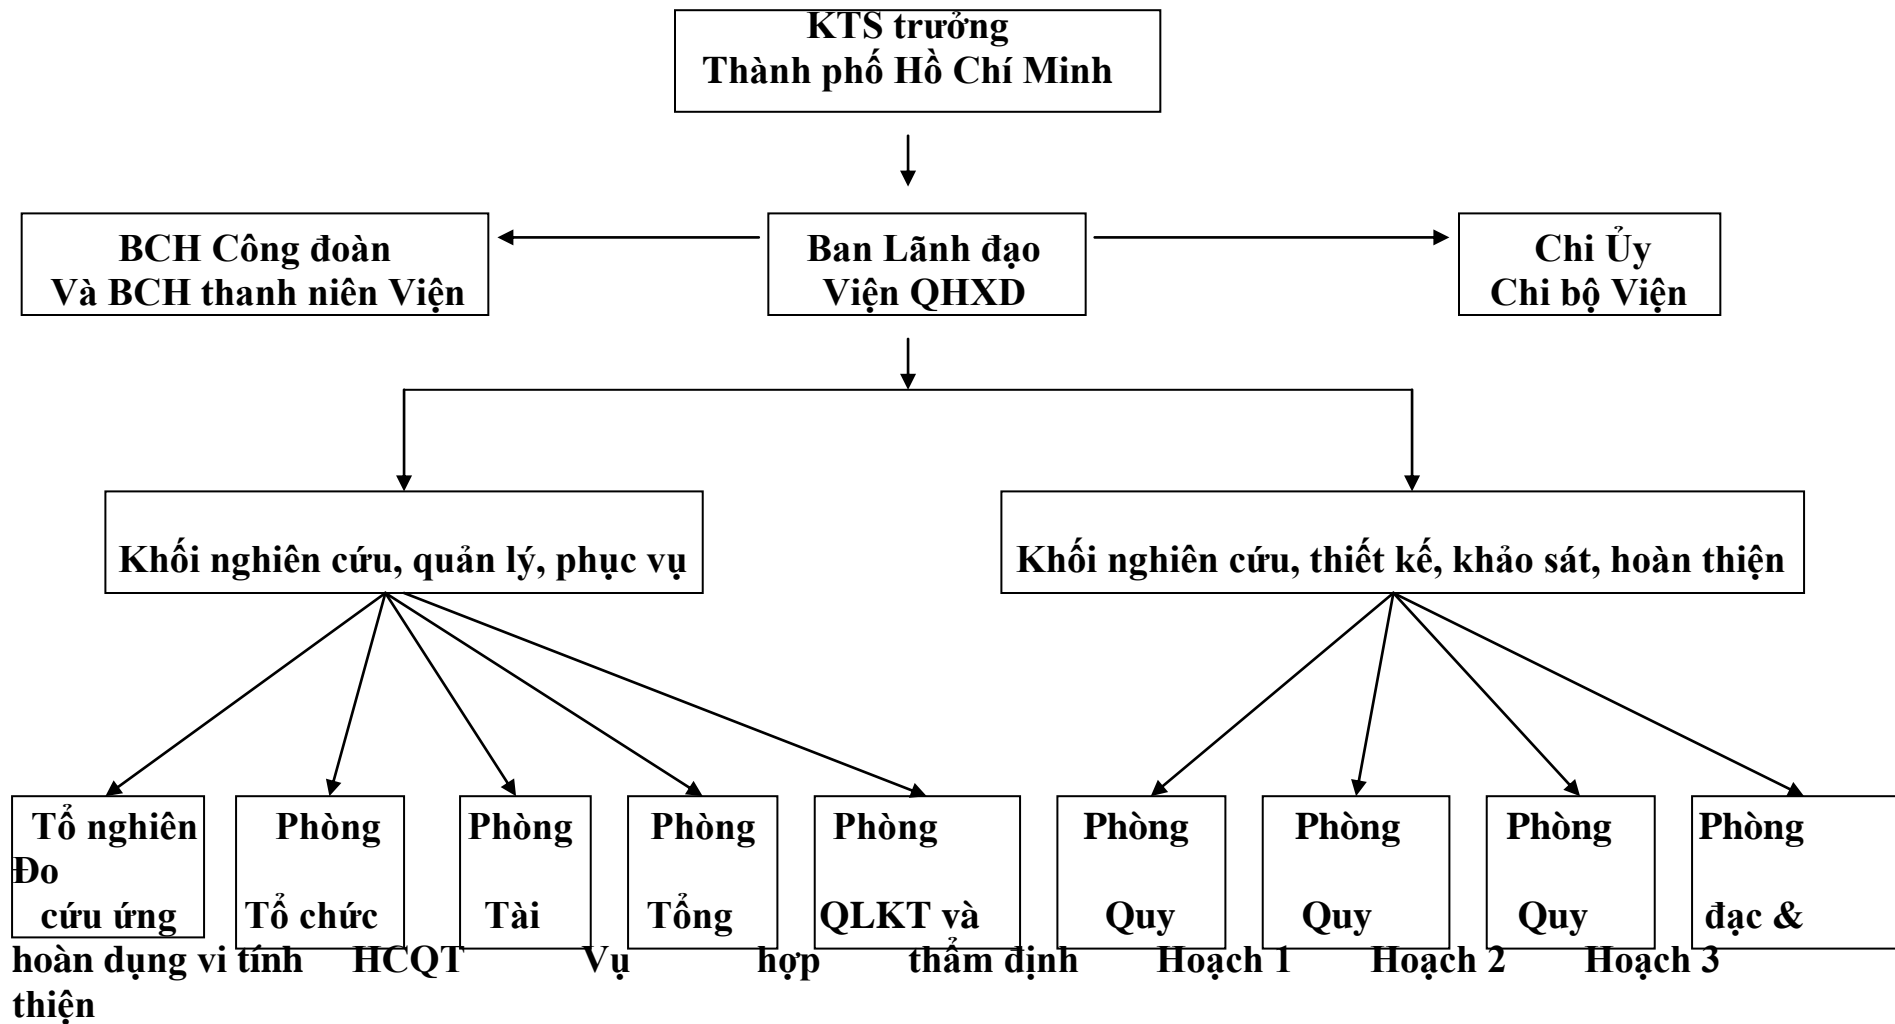 KTS trưởng
Thành phố Hồ Chí Minh
BCH Công đoàn
Và BCH thanh niên Viện
Ban Lãnh đạo
Viện QHXD
Chi Ủy
Chi bộ Viện
Khối nghiên cứu, quản lý, phục vụ
Khối nghiên cứu, thiết kế, khảo sát, hoàn thiện
Tổ nghiên Phòng Phòng Phòng Phòng Phòng Phòng Phòng Phòng
Đo
cứu ứng Tổ chức Tài Tổng QLKT và Quy Quy Quy đạc &
hoàn dụng vi tính HCQT Vụ hợp thẩm định Hoạch 1 Hoạch 2 Hoạch 3
thiện